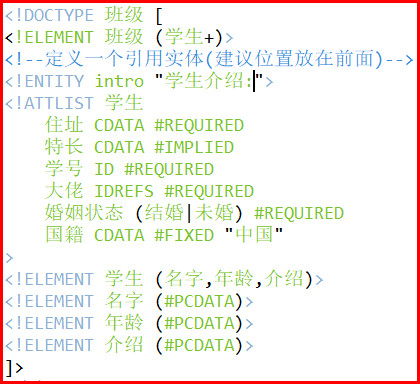 <!DOCTYPE 班级 [
<!ELEMENT 班级 (学生+)>
<!--定义一个引用实体(建议位置放在前面)-->
<!ENTITY intro "学生介绍:">
<!ATTLIST 学生
住址 CDATA #REQUIRED
特长 CDATA #IMPLIED
学号 ID #REQUIRED
大佬 IDREFS #REQUIRED
婚姻状态 (结婚|未婚) #REQUIRED
国籍 CDATA #FIXED "中国"
>
<!ELEMENT 学生 (名字,年龄,介绍)>
<!ELEMENT 名字 (#PCDATA)>
<!ELEMENT 年龄 (#PCDATA)>
<!ELEMENT 介绍 (#PCDATA)>
]>